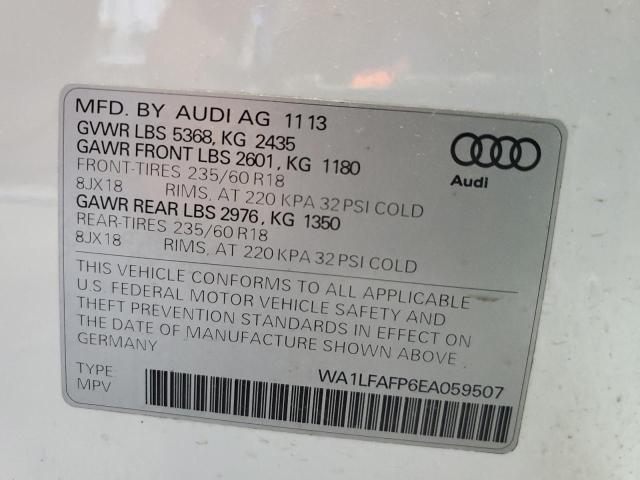 MFD. BY AUDI AG 1113
GVWR LBS 5368, KG 2435
GAWR FRONT LBS 2601, KG 1180
FRONT-TIRES 235/60 R18
8JX18 RIMS, AT 220 KPA 32 PSI COLD
GAWR REAR LBS 2976, KG 1350
REAR-TIRES 235/60 R18
8JX18 RIMS, AT 220 KPA 32 PSI COLD
Audi
THIS VEHICLE CONFORMS TO ALL APPLICABLE
U.S. FEDERAL MOTOR VEHICLE SAFETY AND
THEFT PREVENTION STANDARDS IN EFFECT ON
THE DATE OF MANUFACTURE SHOWN ABOVE.
GERMANY
TYPE: WA1LFAFP6EA059507
MPV